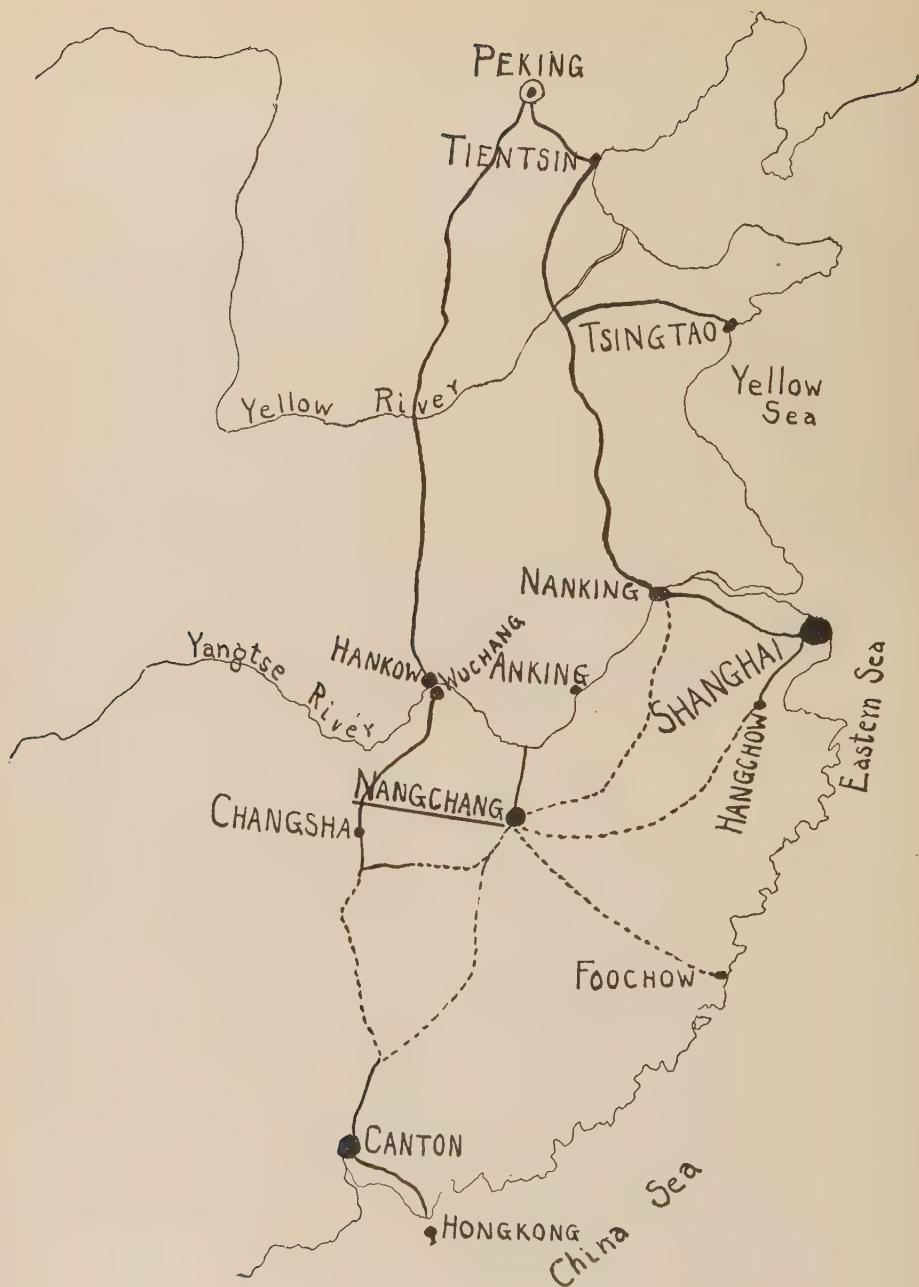 PEKING
TIENTSIN
TSINGTAO
Yellow River
Yellow
Sea
NANKING
Yangtse River
HANKOW
WUCHANG
ANKING
SHANGHAI
Eastern Sea
HANGCHOW
NANGCHANG
CHANGSHA
FOOCHOW
CANTON
HONGKONG
China Sea